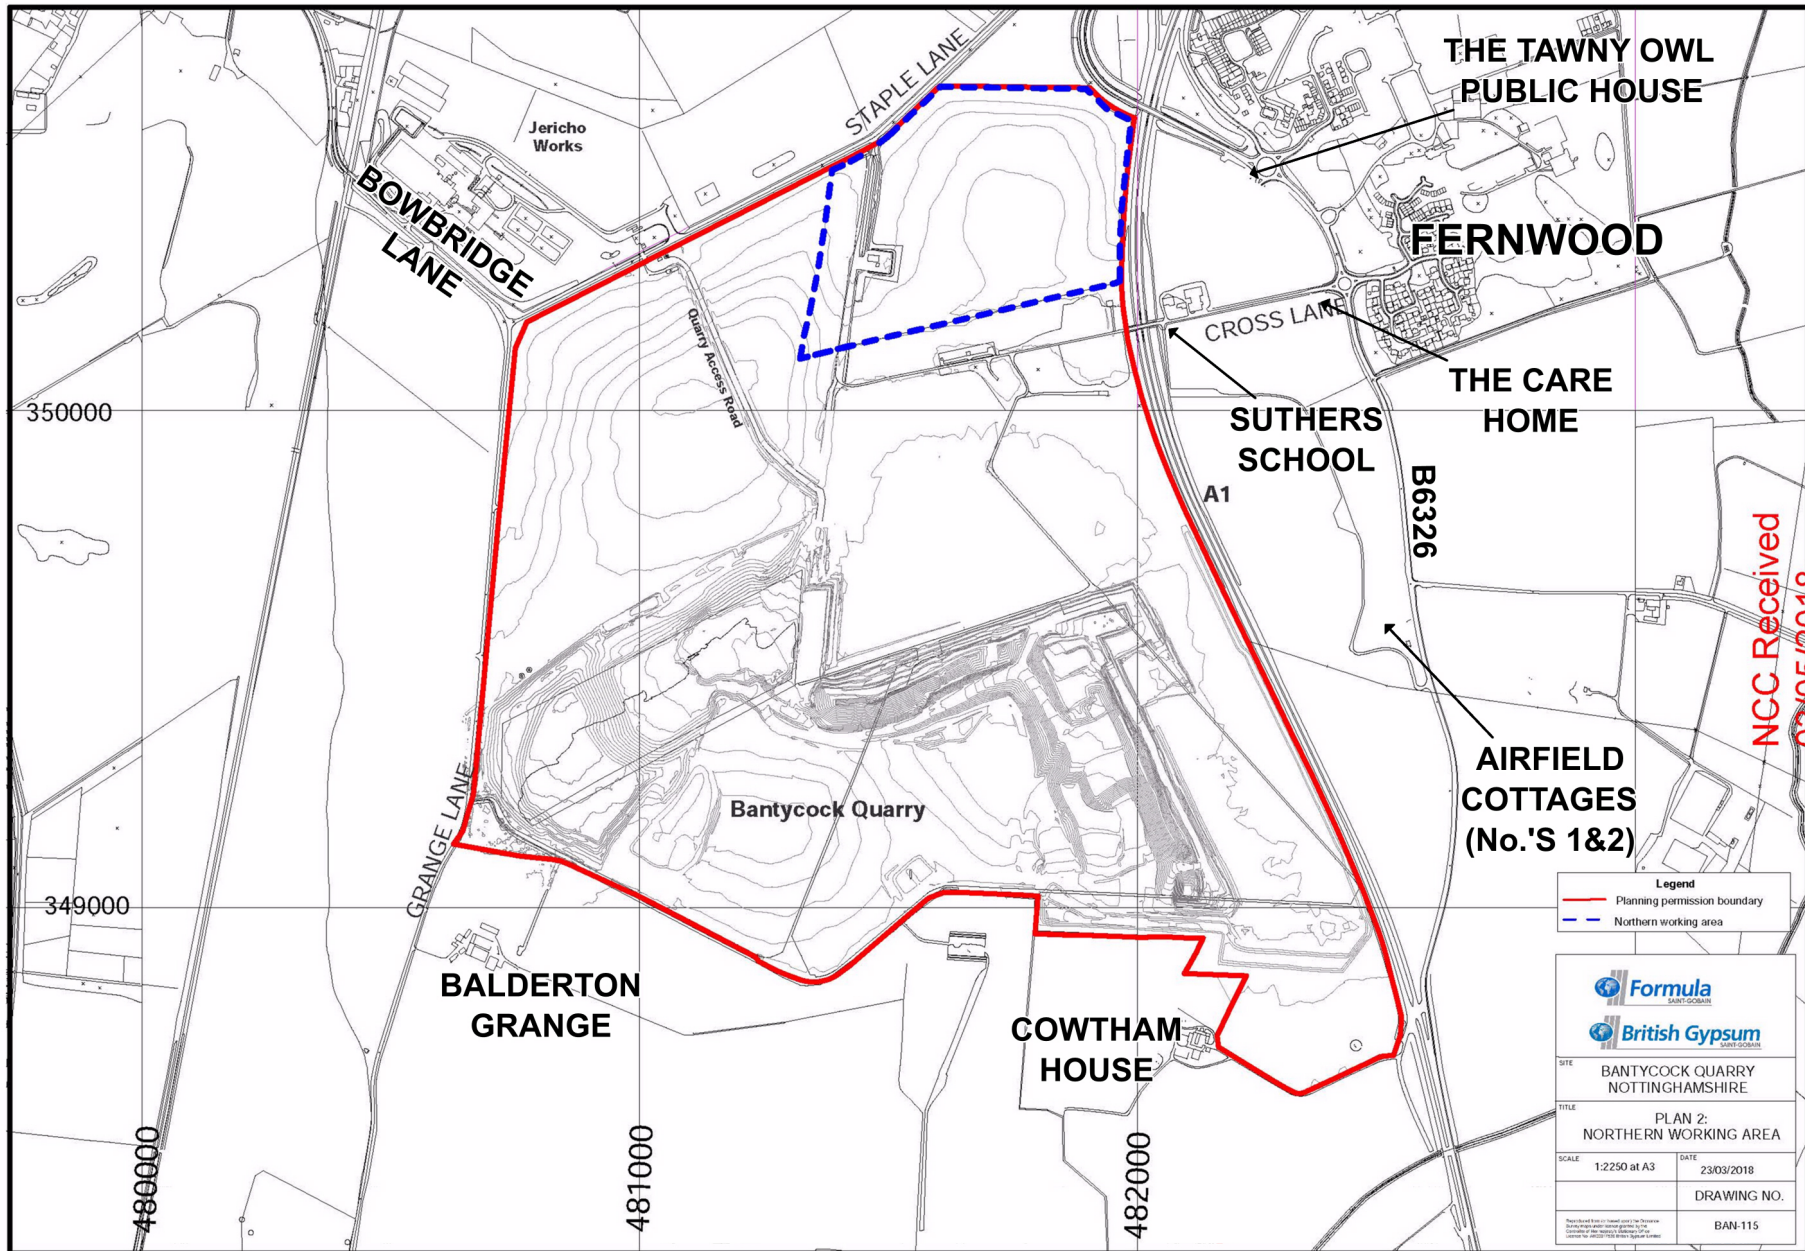 THE TAWNY OWL
PUBLIC HOUSE
STAPLE LANE
Jericho
Works
BOWBRIDGE
LANE
FERNWOOD
Quarry Access Road
CROSS LANE
THE CARE
HOME
SUTHERS
SCHOOL
350000
A1
B6326
NCC Received
AIRFIELD
COTTAGES
(No.'S 1&2)
Bantycock Quarry
GRANGE LANE
349000
BALDERTON
GRANGE
COWTHAM
HOUSE
480000
481000
482000
Legend
Planning permission boundary
Northern working area
Formula
SAINT-GOBAIN
British Gypsum
SAINT-GOBAIN
SITE
BANTYCOCK QUARRY
NOTTINGHAMSHIRE
TITLE
PLAN 2:
NORTHERN WORKING AREA
SCALE
1:2250 at A3
DATE
23/03/2018
DRAWING NO.
BAN-115